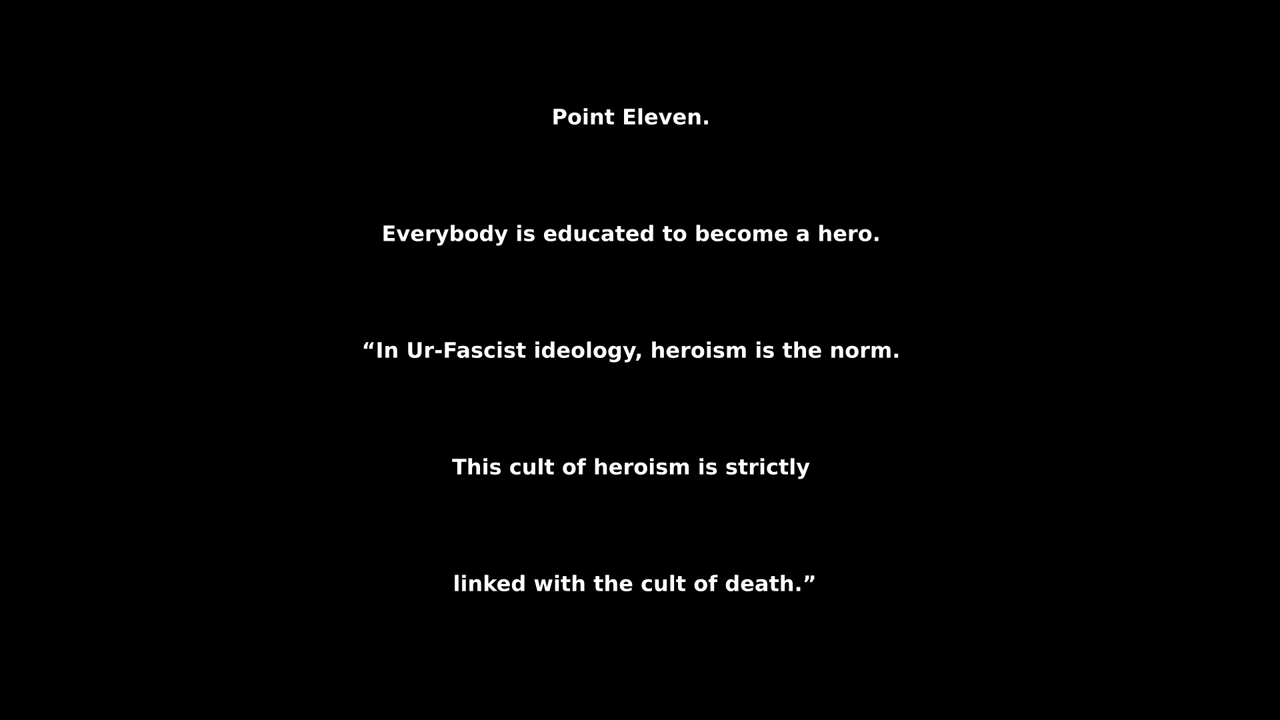 Point Eleven.
Everybody is educated to become a hero.
“In Ur-Fascist ideology, heroism is the norm.
This cult of heroism is strictly
linked with the cult of death.”